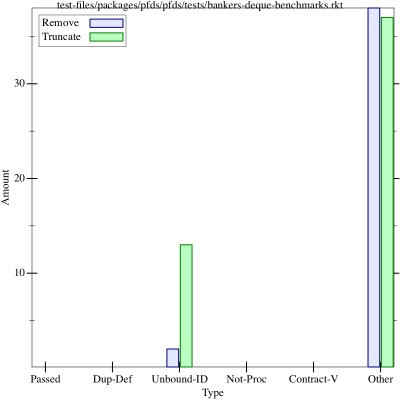 test-files/packages/pfds/pfds/tests/bankers-deque-benchmarks.rkt
Remove
Truncate
30
20
10
Amount
Passed Dup-Def Unbound-ID Not-Proc Contract-V Other
Type